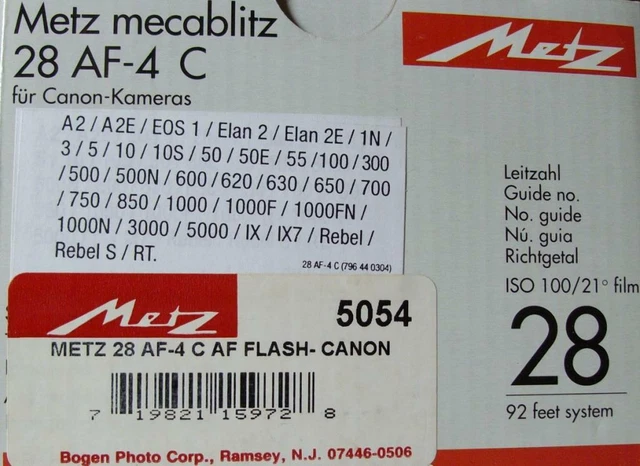 Metz mecablitz
28 AF-4 C
für Canon-Kameras
Metz
A2 / A2E / EOS 1 / Elan 2 / Elan 2E / 1N /
3 / 5 / 10 / 10S / 50 / 50E / 55 / 100 / 300
/ 500 / 500N / 600 / 620 / 630 / 650 / 700
/ 750 / 850 / 1000 / 1000F / 1000FN /
1000N / 3000 / 5000 / IX / IX7 / Rebel /
Rebel S / RT.
28 AF-4 C (796 44 0304)
Leitzahl
Guide no.
No. guide
Nú. guia
Richtgetal
ISO 100/21° film
28
92 feet system
Metz
5054
METZ 28 AF-4 C AF FLASH- CANON
7 19821 15972 8
Bogen Photo Corp., Ramsey, N.J. 07446-0506